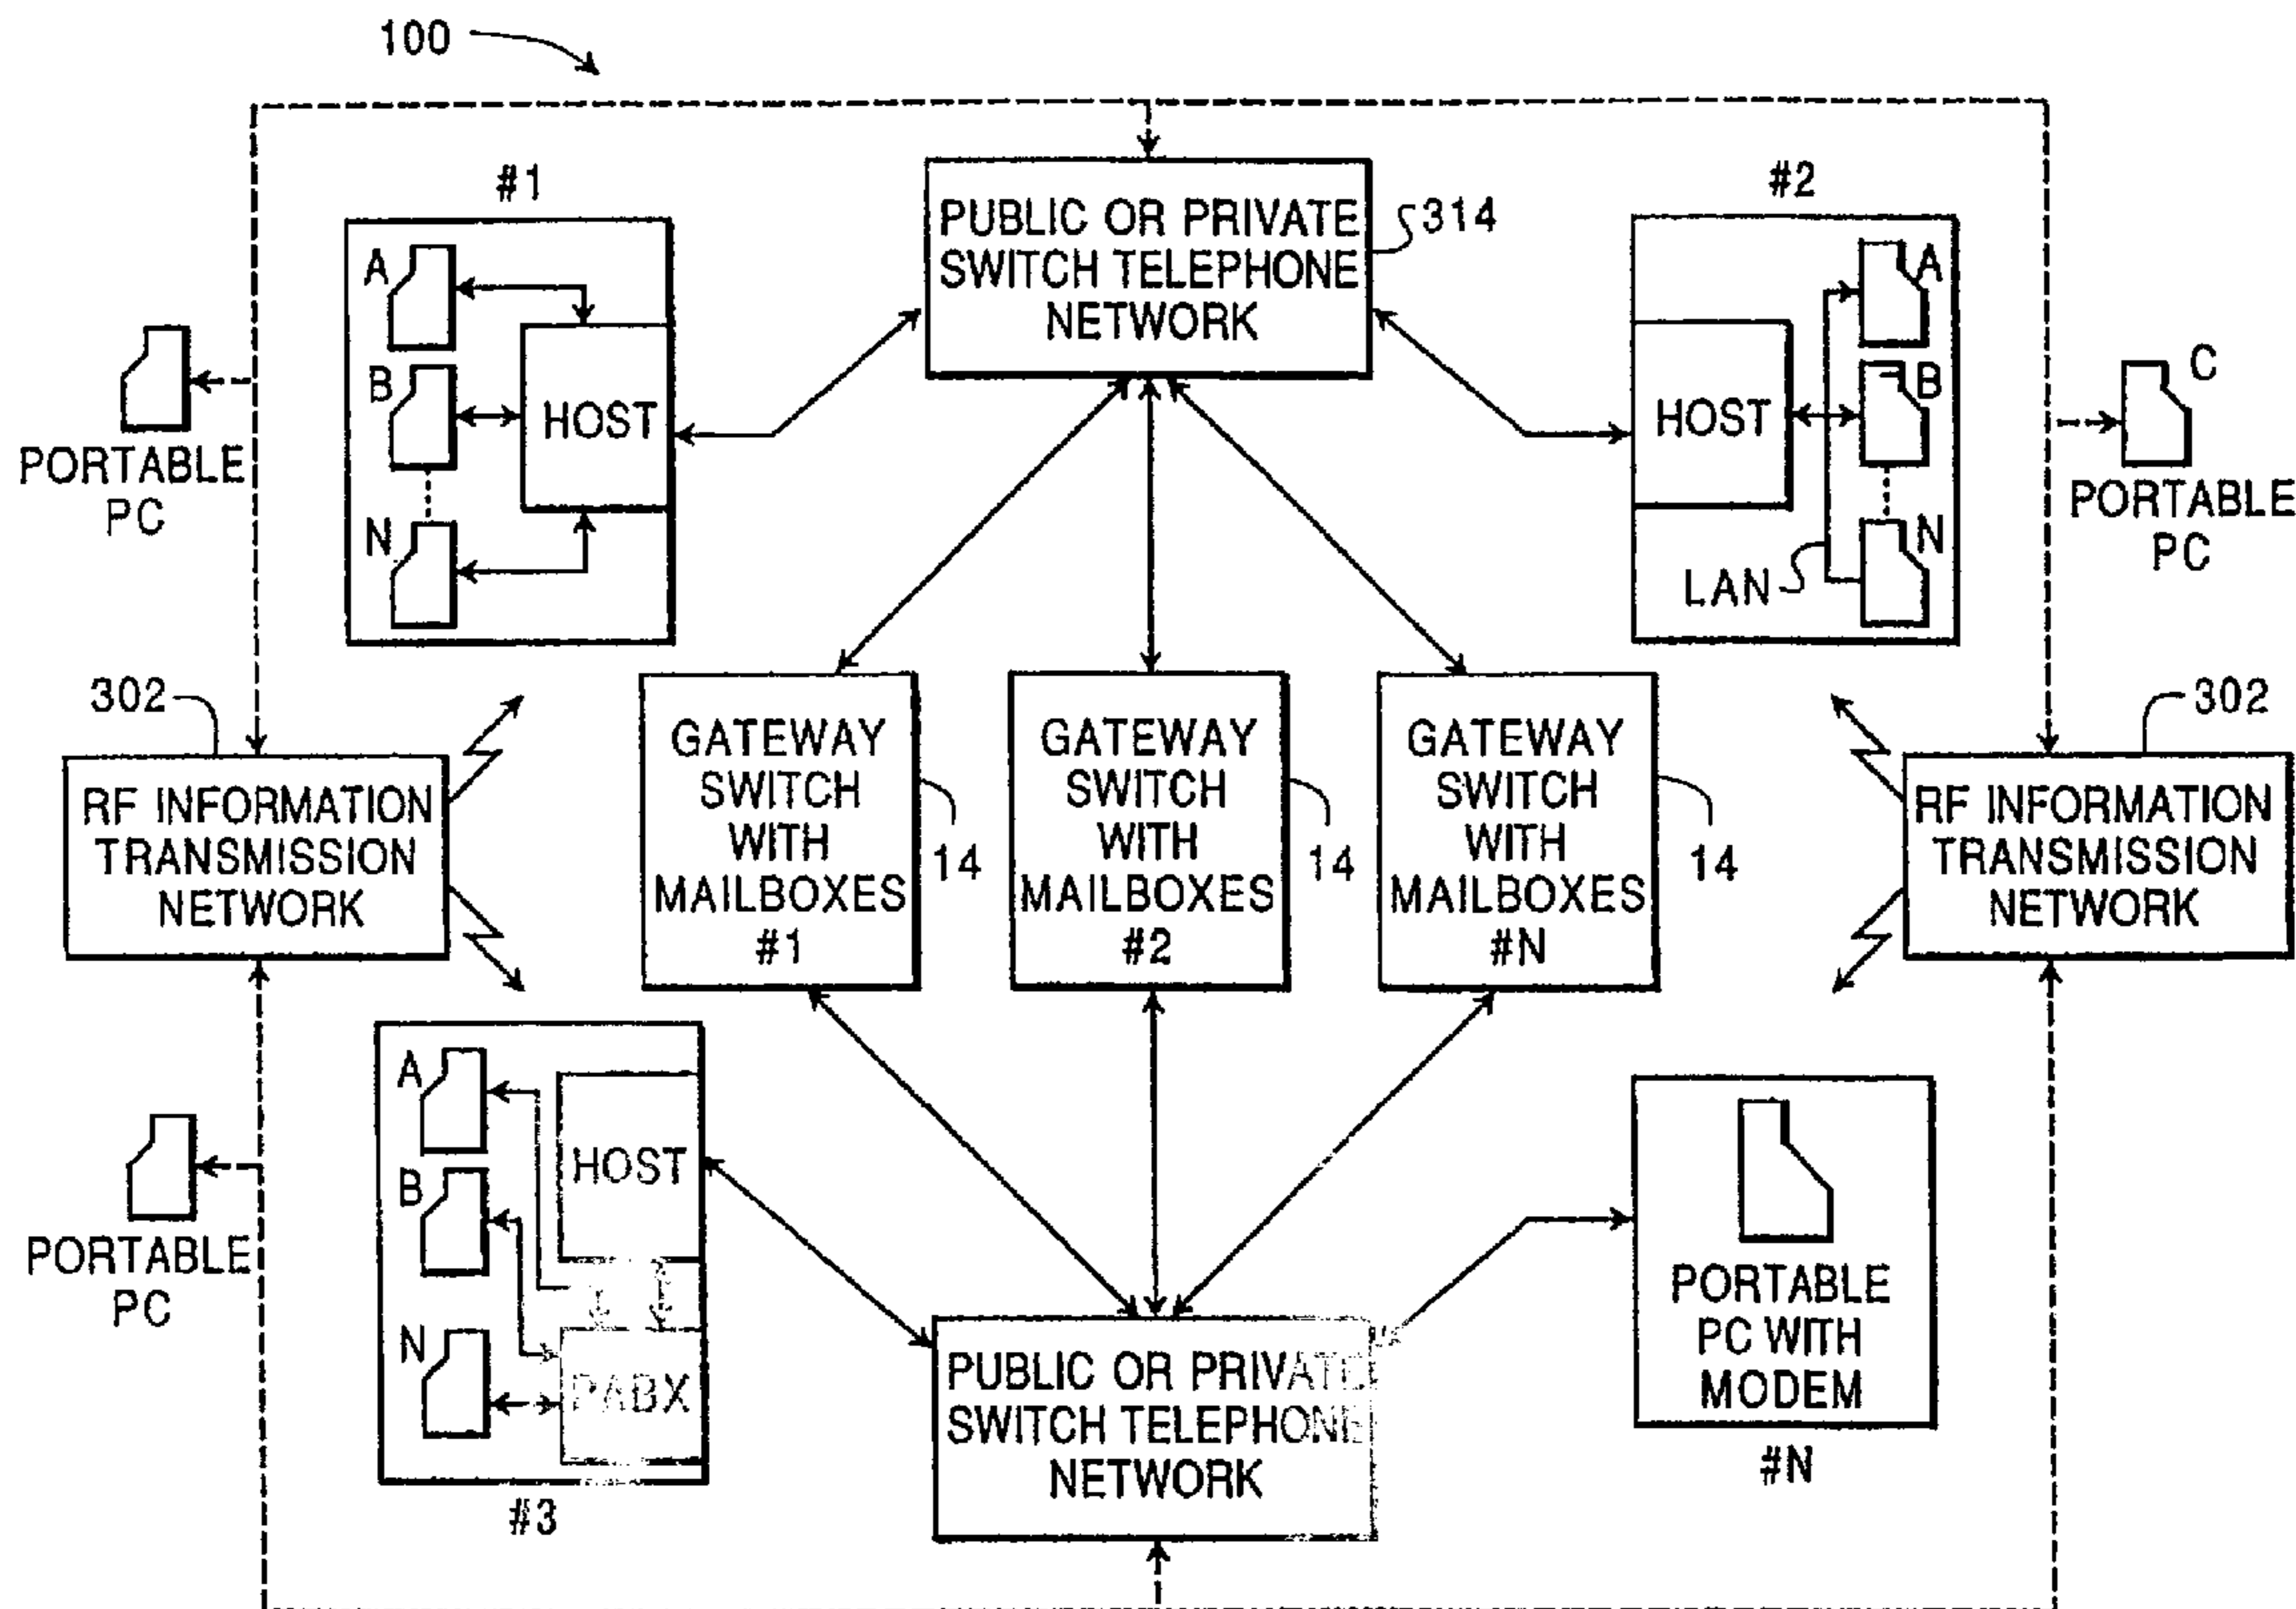 100
#1
PUBLIC OR PRIVATE
SWITCH TELEPHONE
NETWORK
314
#2
A
B
N
HOST
HOST
A
B
N
LAN
PORTABLE
PC
C
PORTABLE
PC
302
RF INFORMATION
TRANSMISSION
NETWORK
GATEWAY
SWITCH
WITH
MAILBOXES
#1
14
GATEWAY
SWITCH
WITH
MAILBOXES
#2
14
GATEWAY
SWITCH
WITH
MAILBOXES
#N
14
302
RF INFORMATION
TRANSMISSION
NETWORK
PORTABLE
PC
A
B
N
HOST
PABX
#3
PUBLIC OR PRIVATE
SWITCH TELEPHONE
NETWORK
PORTABLE
PC WITH
MODEM
#N